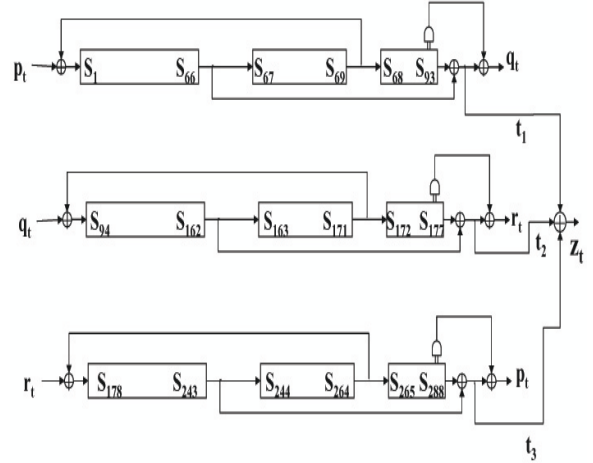 p_t S_1 S_66 S_67 S_69 S_68 S_93 q_t
t_1
q_t S_94 S_162 S_163 S_171 S_172 S_177 r_t
t_2 z_t
r_t S_178 S_243 S_244 S_264 S_265 S_288 p_t
t_3